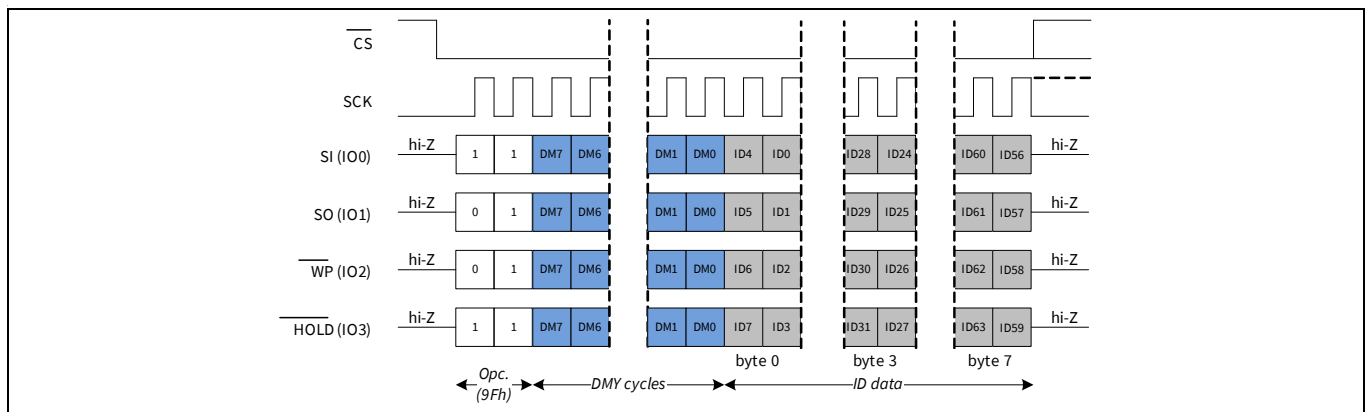 CS
SCK
SI (IO0) hi-Z 1 1 DM7 DM6 DM1 DM0 ID4 ID0 ID28 ID24 ID60 ID56 hi-Z
SO (IO1) hi-Z 0 1 DM7 DM6 DM1 DM0 ID5 ID1 ID29 ID25 ID61 ID57 hi-Z
WP (IO2) hi-Z 0 1 DM7 DM6 DM1 DM0 ID6 ID2 ID30 ID26 ID62 ID58 hi-Z
HOLD (IO3) hi-Z 1 1 DM7 DM6 DM1 DM0 ID7 ID3 ID31 ID27 ID63 ID59 hi-Z
byte 0 byte 3 byte 7
Opc. DMY cycles ID data
(9Fh)